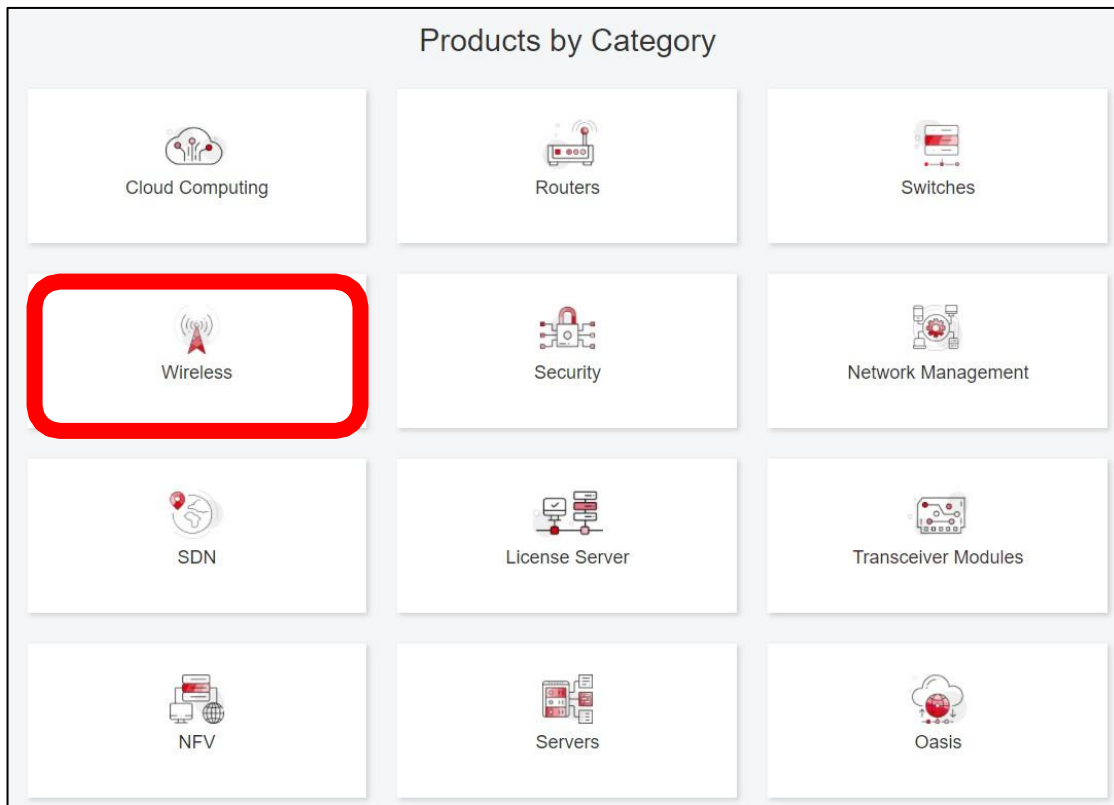 Products by Category
Cloud Computing
Routers
Switches
Wireless
Security
Network Management
SDN
License Server
Transceiver Modules
NFV
Servers
Oasis